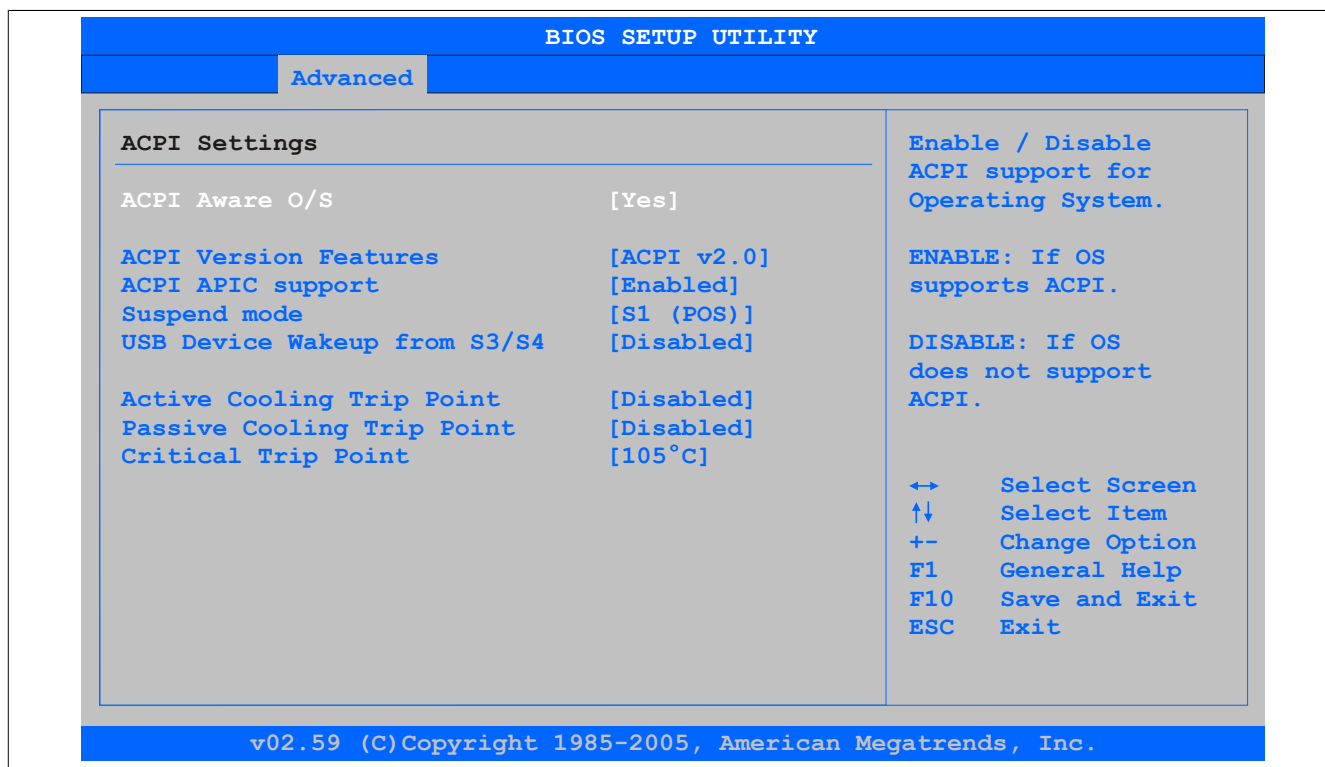 BIOS SETUP UTILITY
Advanced
ACPI Settings
ACPI Aware O/S [Yes]
ACPI Version Features [ACPI v2.0]
ACPI APIC support [Enabled]
Suspend mode [S1 (POS)]
USB Device Wakeup from S3/S4 [Disabled]
Active Cooling Trip Point [Disabled]
Passive Cooling Trip Point [Disabled]
Critical Trip Point [105°C]
Enable / Disable
ACPI support for
Operating System.
ENABLE: If OS
supports ACPI.
DISABLE: If OS
does not support
ACPI.
↔ Select Screen
↑↓ Select Item
+- Change Option
F1 General Help
F10 Save and Exit
ESC Exit
v02.59 (C)Copyright 1985-2005, American Megatrends, Inc.